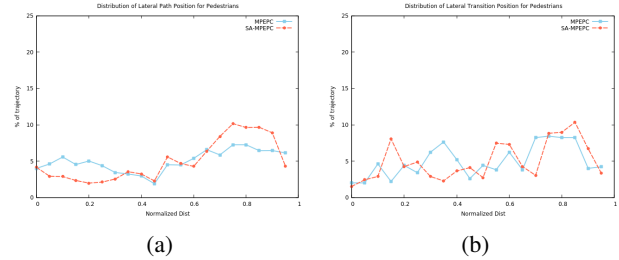 Distribution of Lateral Path Position for Pedestrians
25
20
15
10
5
0
0
0.2
0.4
0.6
0.8
1
% of trajectory
Normalized Dist
MPEPC
SA-MPEPC
(a)
Distribution of Lateral Transition Position for Pedestrians
25
20
15
10
5
0
0
0.2
0.4
0.6
0.8
1
% of trajectory
Normalized Dist
MPEPC
SA-MPEPC
(b)